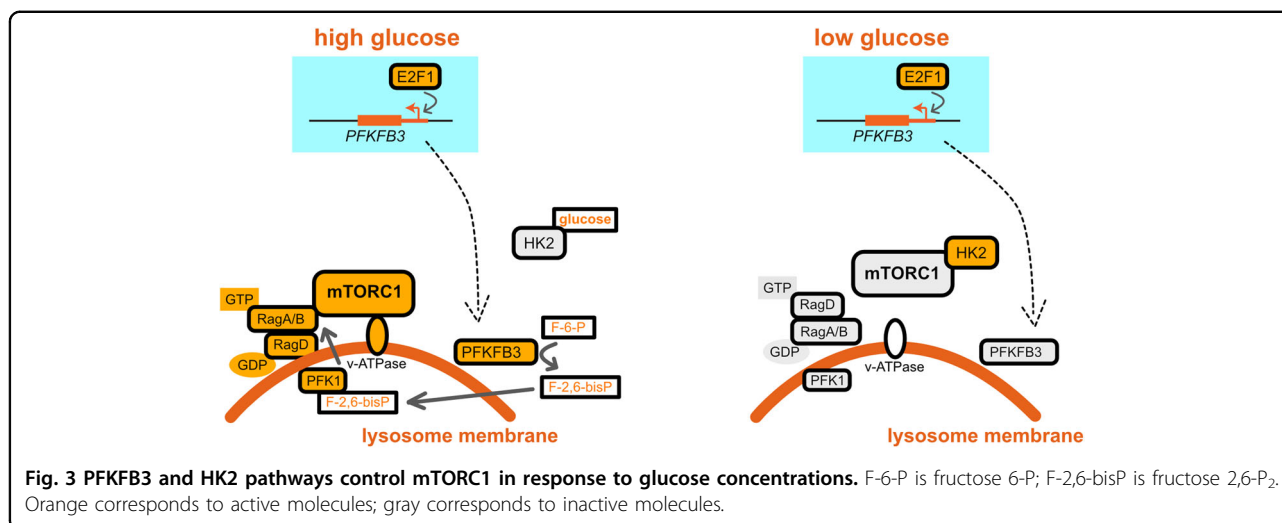 high glucose
E2F1
PFKFB3
glucose
HK2
mTORC1
GTP
RagA/B
RagD
GDP
v-ATPase
PFK1
F-2,6-bisP
PFKFB3
F-6-P
F-2,6-bisP
lysosome membrane
low glucose
E2F1
PFKFB3
HK2
mTORC1
GTP
RagD
RagA/B
GDP
v-ATPase
PFK1
PFKFB3
lysosome membrane
Fig. 3 PFKFB3 and HK2 pathways control mTORC1 in response to glucose concentrations. F-6-P is fructose 6-P; F-2,6-bisP is fructose 2,6-P₂.
Orange corresponds to active molecules; gray corresponds to inactive molecules.